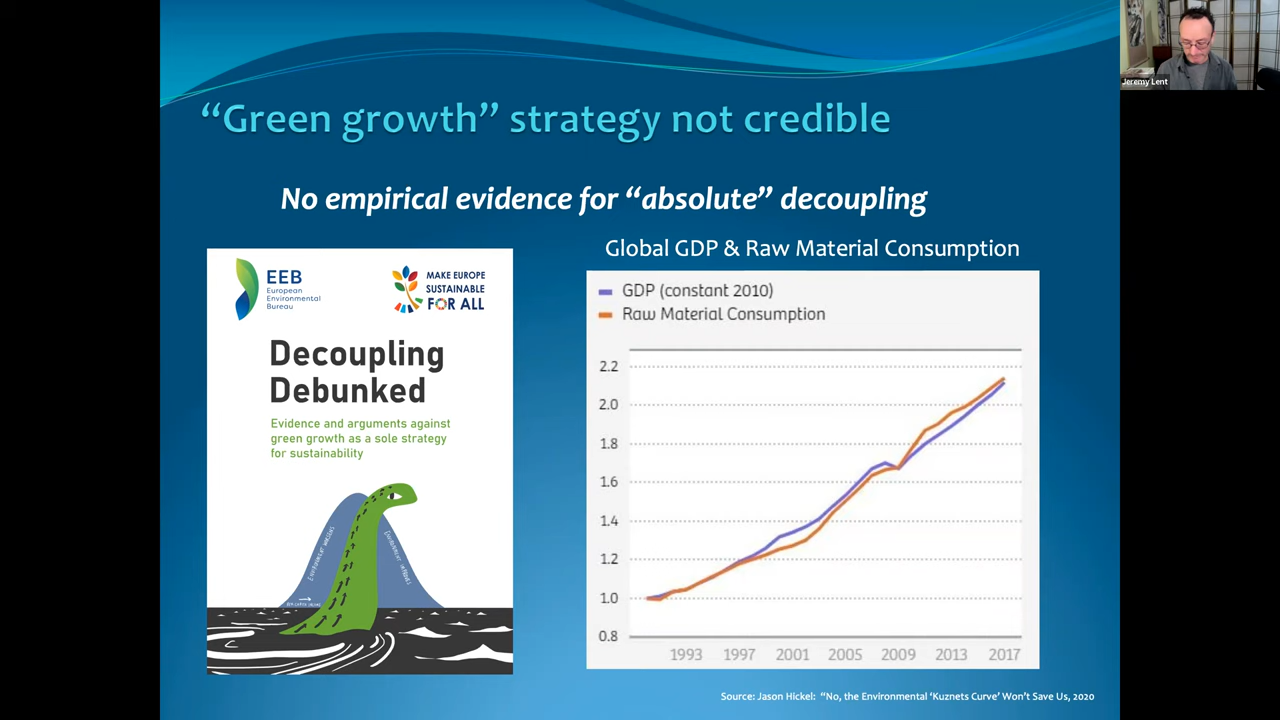 Jeremy Lent
“Green growth” strategy not credible
No empirical evidence for “absolute” decoupling
EEB
European
Environmental
Bureau
MAKE EUROPE
SUSTAINABLE
FOR ALL
Decoupling
Debunked
Evidence and arguments against
green growth as a sole strategy
for sustainability
ENVIRONMENT WORSENS
ENVIRONMENT IMPROVES
Global GDP & Raw Material Consumption
GDP (constant 2010)
Raw Material Consumption
2.2
2.0
1.8
1.6
1.4
1.2
1.0
0.8
1993 1997 2001 2005 2009 2013 2017
Source: Jason Hickel: “No, the Environmental ‘Kuznets Curve’ Won’t Save Us, 2020